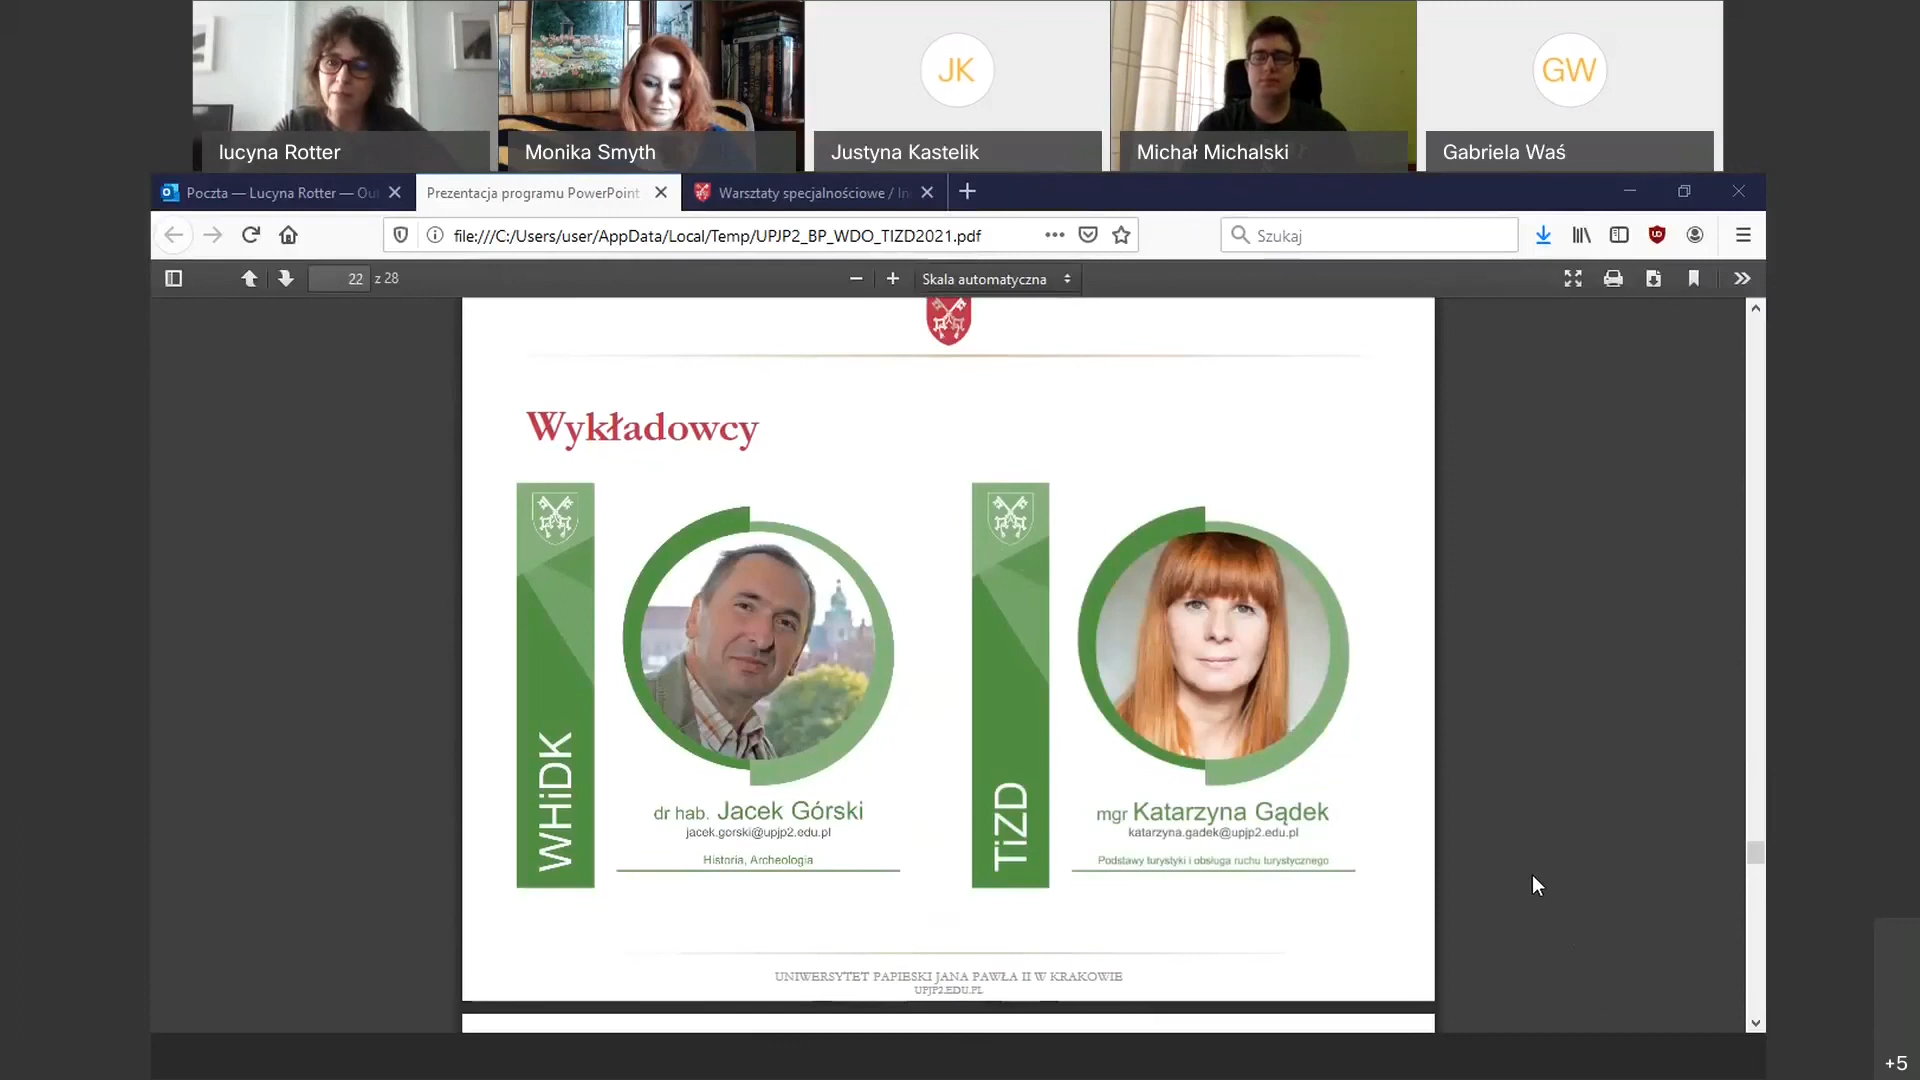 JK
GW
lucyna Rotter
Monika Smyth
Justyna Kastelik
Michał Michalski
Gabriela Waś
Poczta — Lucyna Rotter — Ou
Prezentacja programu PowerPoint
Warsztaty specjalnościowe / In
file:///C:/Users/user/AppData/Local/Temp/UPJP2_BP_WDO_TIZD2021.pdf
Szukaj
22 z 28
Skala automatyczna
Wykładowcy
WHiDK
dr hab. Jacek Górski
jacek.gorski@upjp2.edu.pl
Historia, Archeologia
TiZD
mgr Katarzyna Gądek
katarzyna.gadek@upjp2.edu.pl
Podstawy turystyki i obsługa ruchu turystycznego
UNIWERSYTET PAPIESKI JANA PAWŁA II W KRAKOWIE
UPJP2.EDU.PL
+5